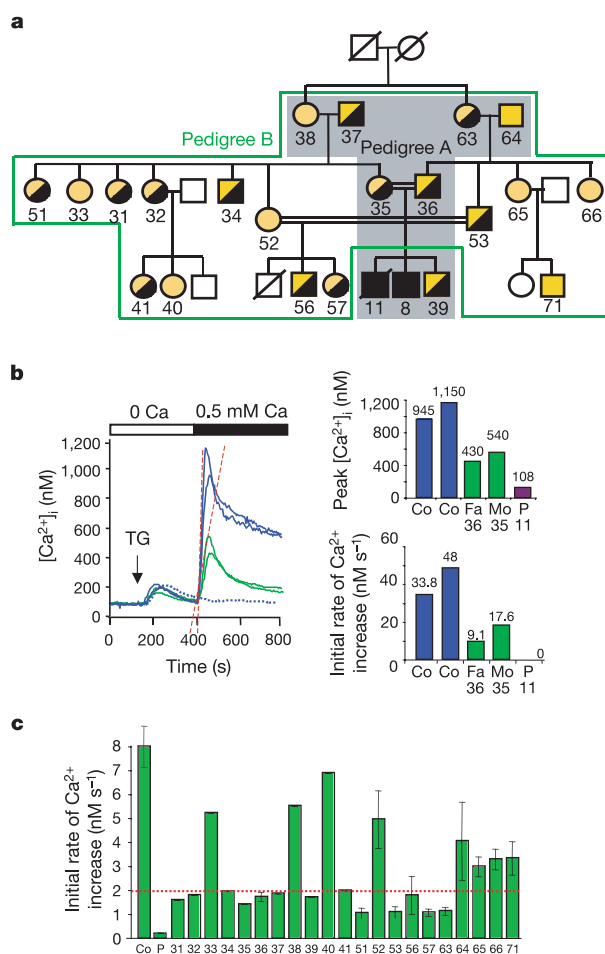 a
38
37
63
64
Pedigree B
Pedigree A
51
33
31
32
34
52
35
36
53
65
66
41
40
56
57
11
8
39
71
b
0 Ca
0.5 mM Ca
[Ca2+]i (nM)
1,200
1,000
800
600
400
200
0
TG
0
200
400
600
800
Time (s)
Peak [Ca2+]i (nM)
1,200
800
400
0
945
1,150
430
540
108
Co
Co
Fa
36
Mo
35
P
11
Initial rate of Ca2+
increase (nM s−1)
60
40
20
0
33.8
48
9.1
17.6
0
Co
Co
Fa
36
Mo
35
P
11
c
Initial rate of Ca2+
increase (nM s−1)
8
7
6
5
4
3
2
1
0
Co P 31 32 33 34 35 36 37 38 39 40 41 51 52 53 56 57 63 64 65 66 71